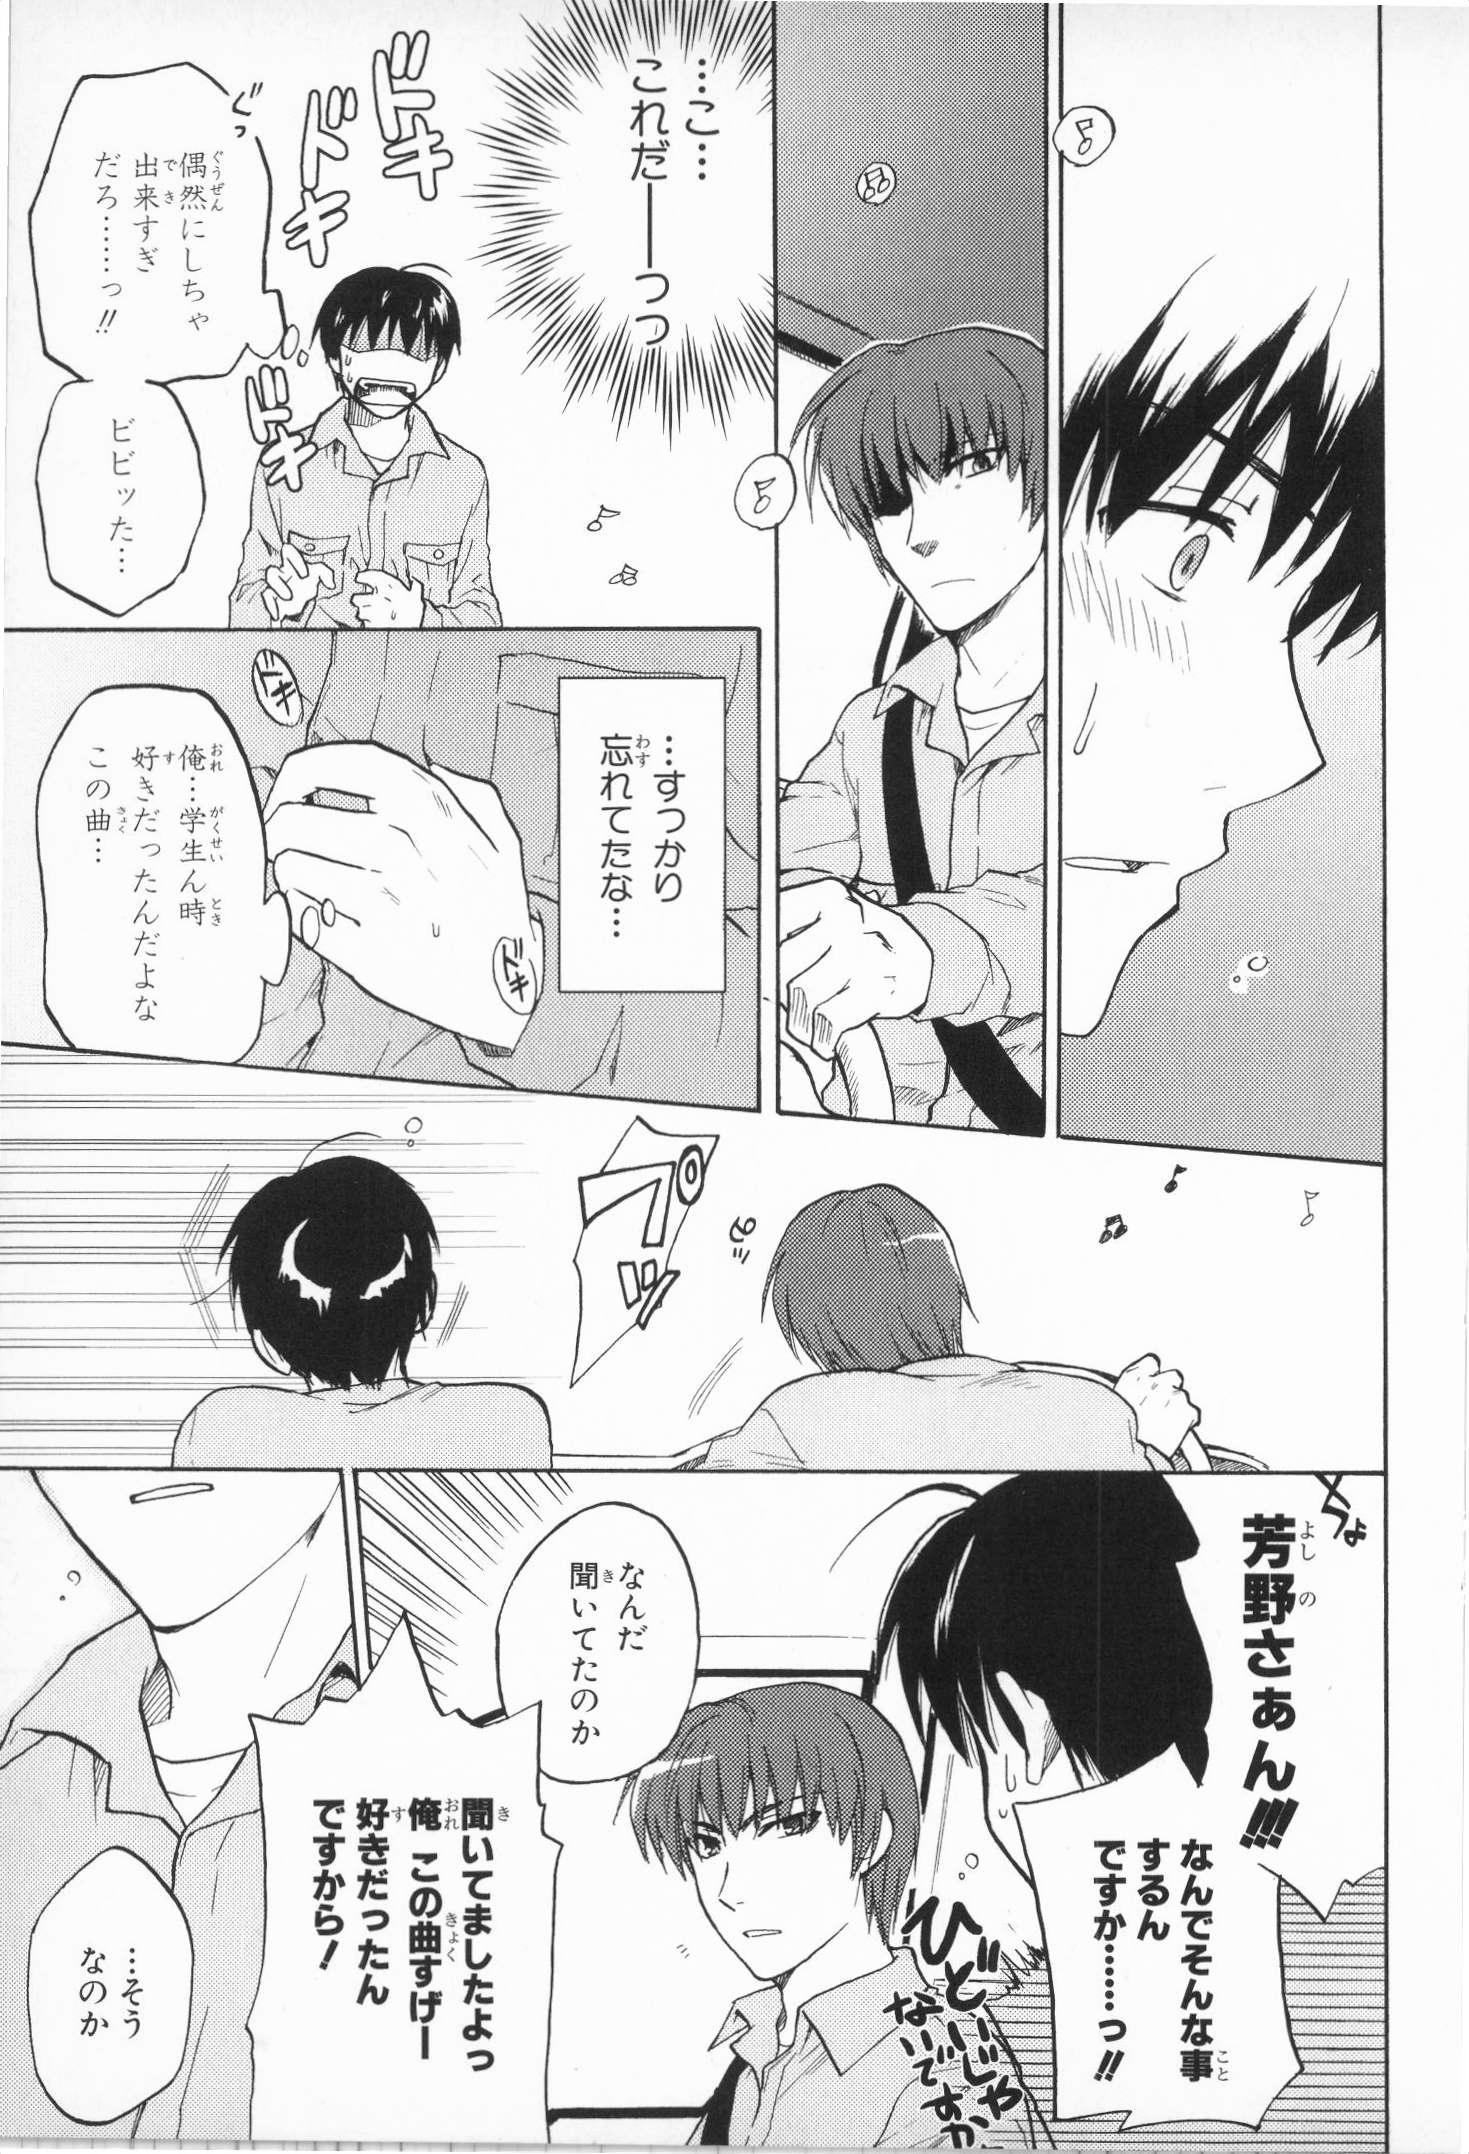 …こ…
これだ――っっ
ドキ
ドキ
ぐっ
偶然にしちゃ
出来すぎ
だろ……っ!!
ビビッた…
ドキ
ドキ
…すっかり
忘れてたな…
ドキ
ドキ
俺…学生ん時
好きだったんだよな
この曲…
プツッ
芳野さぁん!!!
ちょ
なんでそんな事
するん
ですか……っ!!
ひどいじゃ
ないですか
なんだ
聞いてたのか
聞いてましたよっ
俺 この曲すげー
好きだったん
ですから!
…そう
なのか